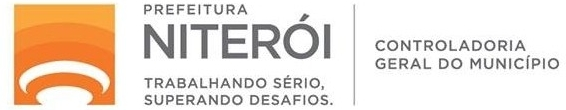 PREFEITURA
NITERÓI
TRABALHANDO SÉRIO,
SUPERANDO DESAFIOS.
CONTROLADORIA
GERAL DO MUNICÍPIO